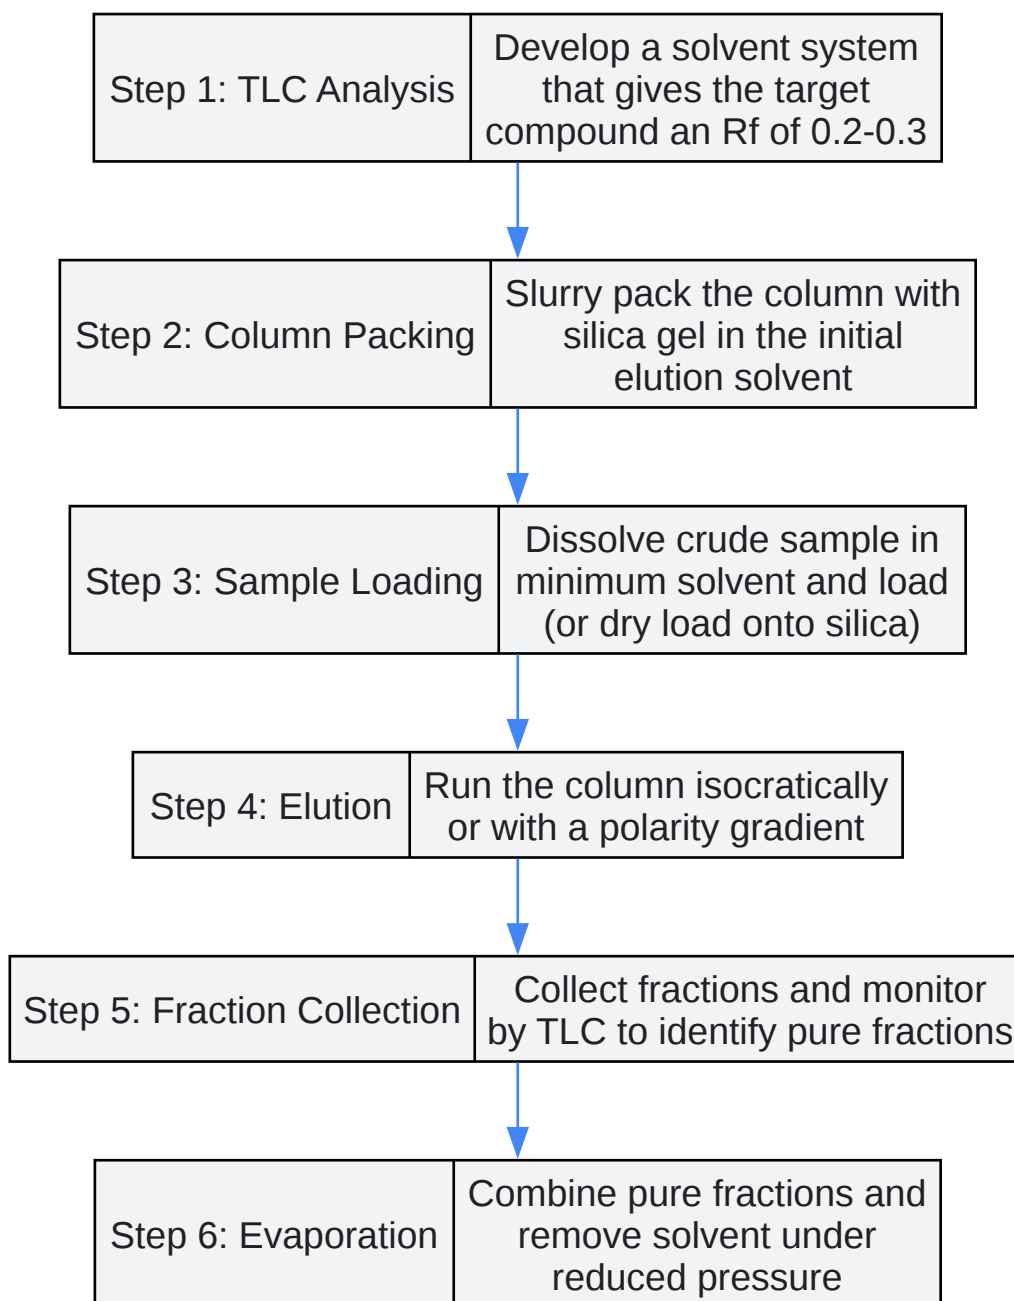 Step 1: TLC Analysis
Develop a solvent system
that gives the target
compound an Rf of 0.2-0.3
Step 2: Column Packing
Slurry pack the column with
silica gel in the initial
elution solvent
Step 3: Sample Loading
Dissolve crude sample in
minimum solvent and load
(or dry load onto silica)
Step 4: Elution
Run the column isocratically
or with a polarity gradient
Step 5: Fraction Collection
Collect fractions and monitor
by TLC to identify pure fractions
Step 6: Evaporation
Combine pure fractions and
remove solvent under
reduced pressure